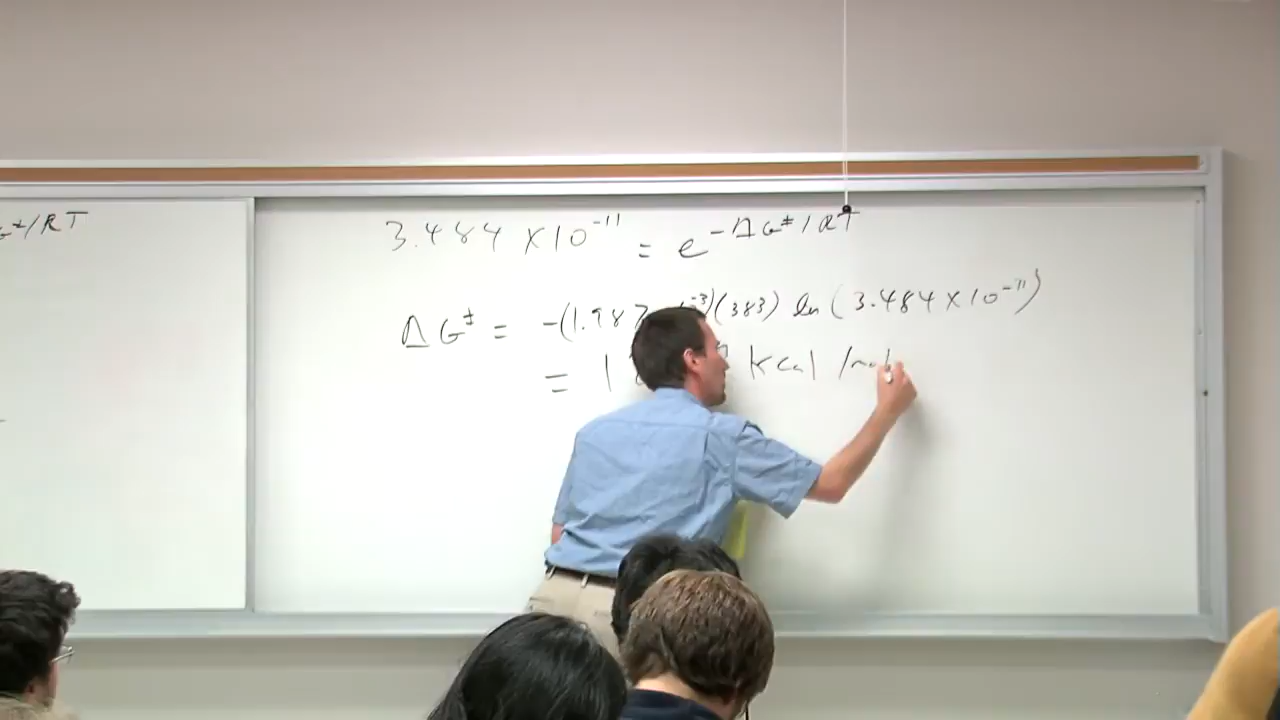 G‡/RT
3.484 × 10⁻¹¹ = e^(-ΔG‡/RT)
ΔG‡ = -(1.987 ⁻³)(383) ln (3.484 × 10⁻¹¹)
= 1 kcal /mol